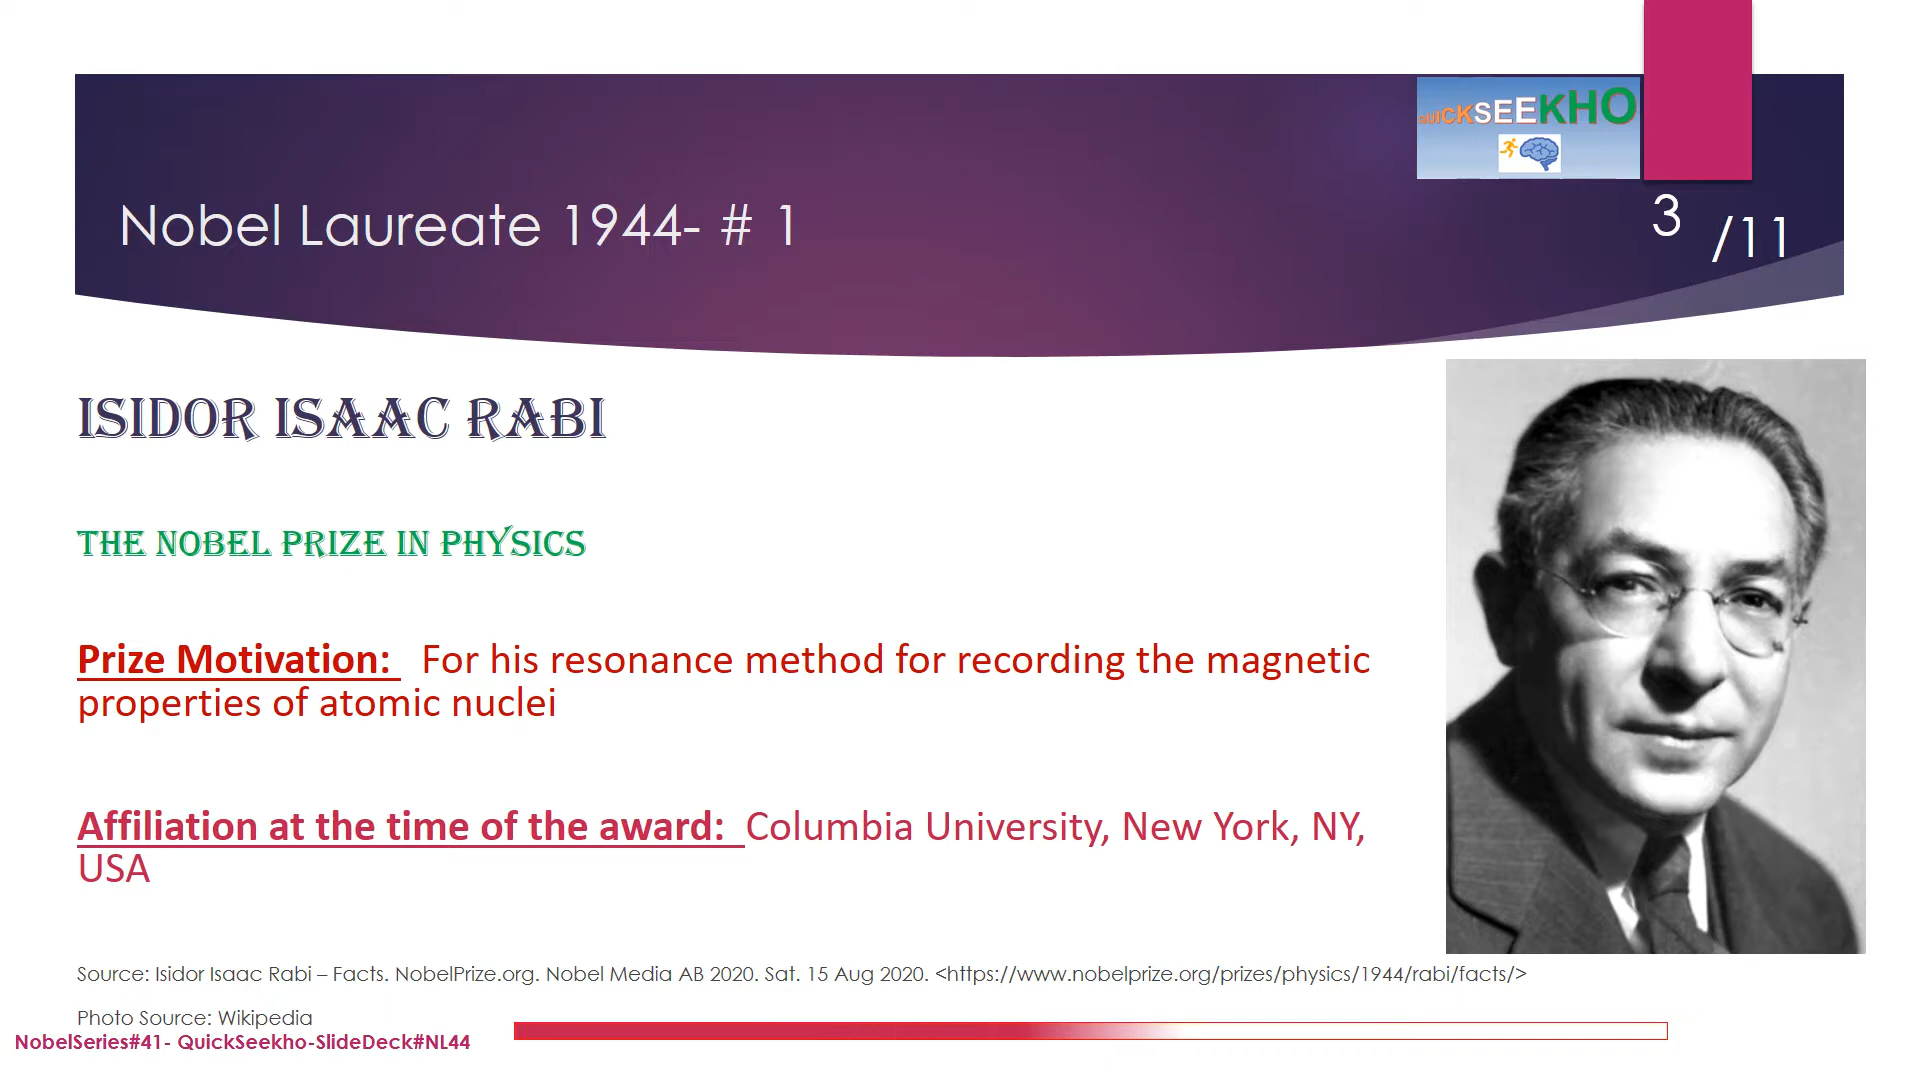 QUICKSEEKHO
Nobel Laureate 1944- # 1
3 /11
ISIDOR ISAAC RABI
THE NOBEL PRIZE IN PHYSICS
Prize Motivation: For his resonance method for recording the magnetic
properties of atomic nuclei
Affiliation at the time of the award: Columbia University, New York, NY,
USA
Source: Isidor Isaac Rabi – Facts. NobelPrize.org. Nobel Media AB 2020. Sat. 15 Aug 2020. <https://www.nobelprize.org/prizes/physics/1944/rabi/facts/>
Photo Source: Wikipedia
NobelSeries#41- QuickSeekho-SlideDeck#NL44